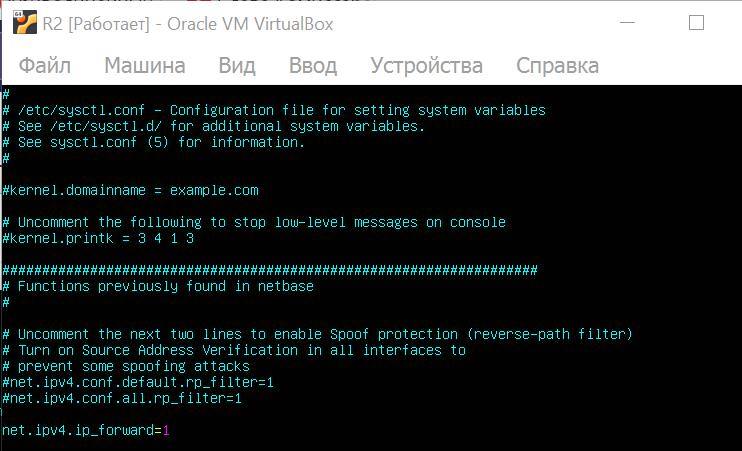 R2 [Работает] - Oracle VM VirtualBox
Файл Машина Вид Ввод Устройства Справка
#
# /etc/sysctl.conf - Configuration file for setting system variables
# See /etc/sysctl.d/ for additional system variables.
# See sysctl.conf (5) for information.
#
#kernel.domainname = example.com
# Uncomment the following to stop low-level messages on console
#kernel.printk = 3 4 1 3
###################################################################
# Functions previously found in netbase
#
# Uncomment the next two lines to enable Spoof protection (reverse-path filter)
# Turn on Source Address Verification in all interfaces to
# prevent some spoofing attacks
#net.ipv4.conf.default.rp_filter=1
#net.ipv4.conf.all.rp_filter=1
net.ipv4.ip_forward=1